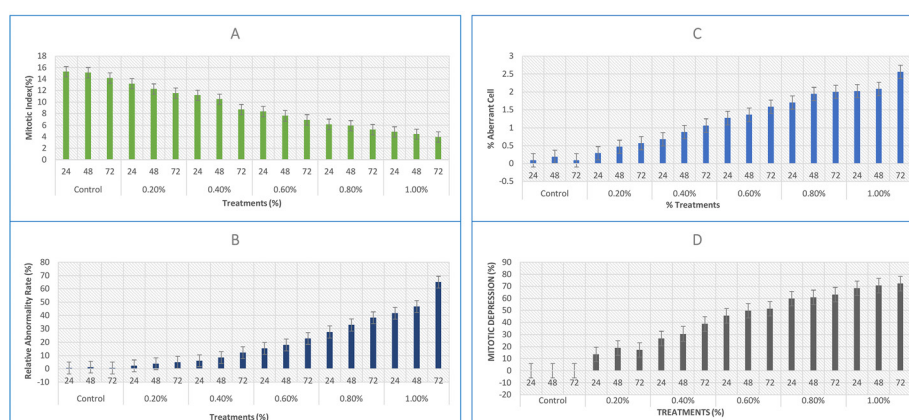 A
Mitotic Index(%)
18
16
14
12
10
8
6
4
2
0
24 48 72 24 48 72 24 48 72 24 48 72 24 48 72 24 48 72
Control 0.20% 0.40% 0.60% 0.80% 1.00%
Treatments (%)
B
Relative Abnormality Rate (%)
80
70
60
50
40
30
20
10
0
-10
24 48 72 24 48 72 24 48 72 24 48 72 24 48 72 24 48 72
Control 0.20% 0.40% 0.60% 0.80% 1.00%
Treatments (%)
C
% Aberrant Cell
3
2.5
2
1.5
1
0.5
0
-0.5
24 48 72 24 48 72 24 48 72 24 48 72 24 48 72 24 48 72
Control 0.20% 0.40% 0.60% 0.80% 1.00%
% Treatments
D
MITOTIC DEPRESSION (%)
90
80
70
60
50
40
30
20
10
0
-10
-20
24 48 72 24 48 72 24 48 72 24 48 72 24 48 72 24 48 72
Control 0.20% 0.40% 0.60% 0.80% 1.00%
TREATMENTS (%)